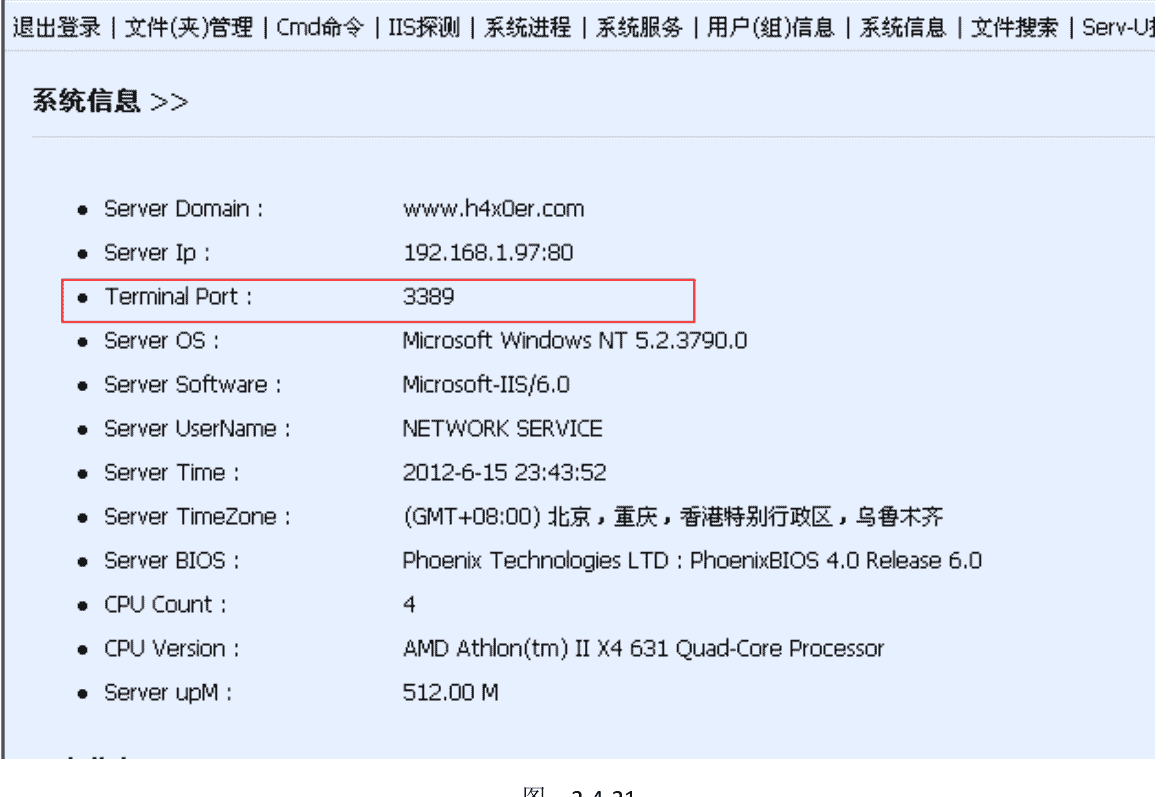 退出登录 | 文件(夹)管理 | Cmd命令 | IIS探测 | 系统进程 | 系统服务 | 用户(组)信息 | 系统信息 | 文件搜索 | Serv-U
系统信息 >>
● Server Domain : www.h4x0er.com
● Server Ip : 192.168.1.97:80
● Terminal Port : 3389
● Server OS : Microsoft Windows NT 5.2.3790.0
● Server Software : Microsoft-IIS/6.0
● Server UserName : NETWORK SERVICE
● Server Time : 2012-6-15 23:43:52
● Server TimeZone : (GMT+08:00) 北京，重庆，香港特别行政区，乌鲁木齐
● Server BIOS : Phoenix Technologies LTD : PhoenixBIOS 4.0 Release 6.0
● CPU Count : 4
● CPU Version : AMD Athlon(tm) II X4 631 Quad-Core Processor
● Server upM : 512.00 M
图 2-4-21